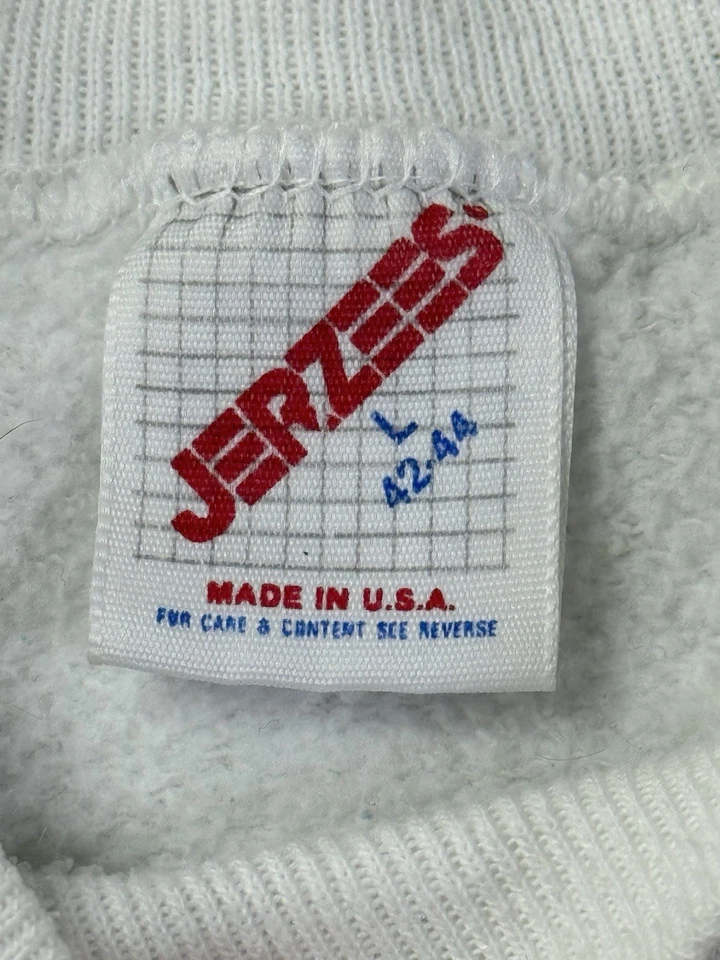 JERZEES
L
42-44
MADE IN U.S.A.
FOR CARE & CONTENT SEE REVERSE